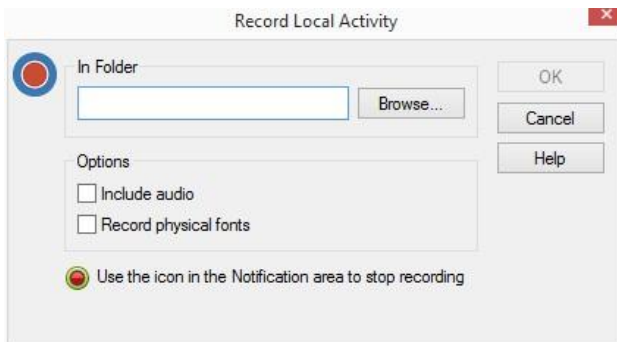 Record Local Activity
In Folder
Browse...
OK
Cancel
Help
Options
Include audio
Record physical fonts
Use the icon in the Notification area to stop recording